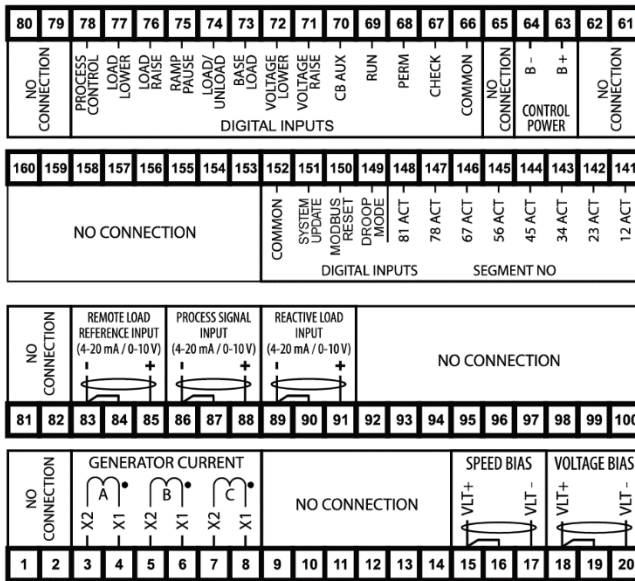 80 79 78 77 76 75 74 73 72 71 70 69 68 67 66 65 64 63 62 61
NO
CONNECTION
PROCESS
CONTROL
LOAD
LOWER
LOAD
RAISE
RAMP
PAUSE
LOAD/
UNLOAD
BASE
LOAD
VOLTAGE
LOWER
VOLTAGE
RAISE
CB AUX
RUN
PERM
CHECK
COMMON
NO
CONNECTION
B -
B +
NO
CONNECTION
DIGITAL INPUTS
CONTROL
POWER
160 159 158 157 156 155 154 153 152 151 150 149 148 147 146 145 144 143 142 141
NO CONNECTION
COMMON
SYSTEM
UPDATE
MODBUS
RESET
DROOP
MODE
81 ACT
78 ACT
67 ACT
56 ACT
45 ACT
34 ACT
23 ACT
12 ACT
DIGITAL INPUTS
SEGMENT NO
NO
CONNECTION
REMOTE LOAD
REFERENCE INPUT
(4-20 mA / 0-10 V)
- +
PROCESS SIGNAL
INPUT
(4-20 mA / 0-10V)
- +
REACTIVE LOAD
INPUT
(4-20 mA / 0-10 V)
- +
NO CONNECTION
81 82 83 84 85 86 87 88 89 90 91 92 93 94 95 96 97 98 99 100
NO
CONNECTION
GENERATOR CURRENT
A B C
X2 X1 X2 X1 X2 X1
NO CONNECTION
SPEED BIAS
VLT+ VLT -
VOLTAGE BIAS
VLT+ VLT -
1 2 3 4 5 6 7 8 9 10 11 12 13 14 15 16 17 18 19 20